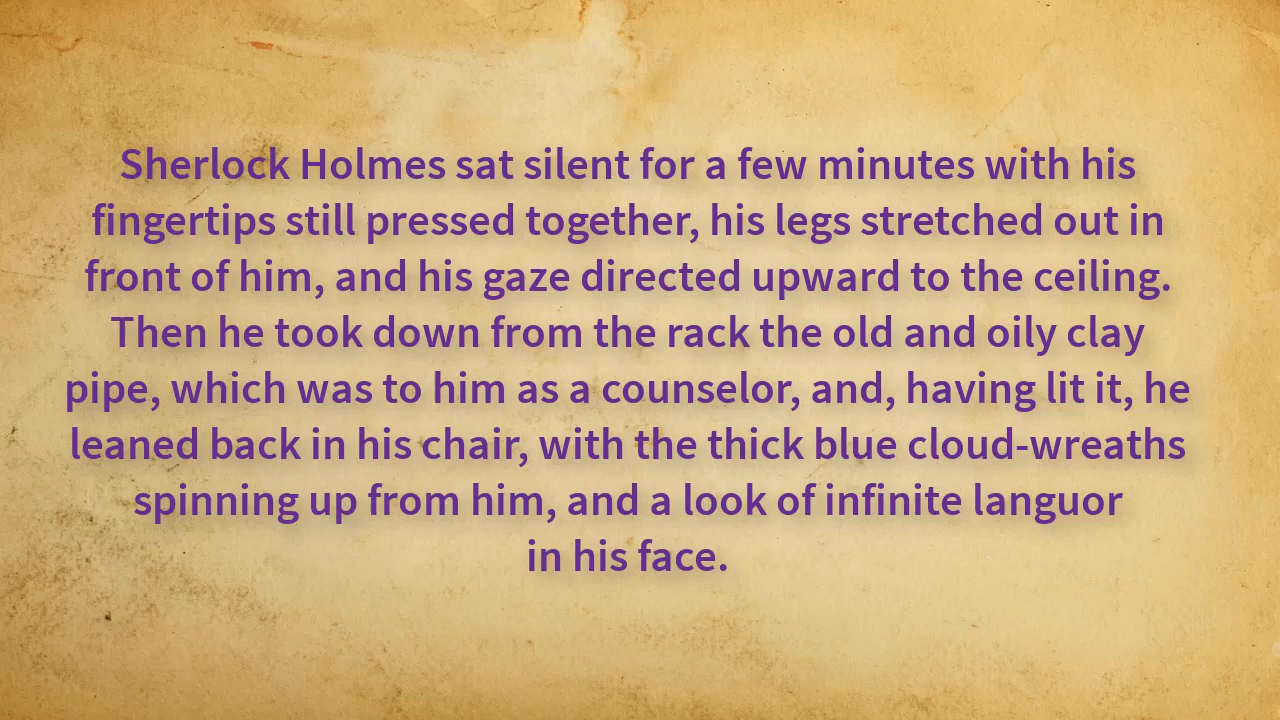 Sherlock Holmes sat silent for a few minutes with his
fingertips still pressed together, his legs stretched out in
front of him, and his gaze directed upward to the ceiling.
Then he took down from the rack the old and oily clay
pipe, which was to him as a counselor, and, having lit it, he
leaned back in his chair, with the thick blue cloud-wreaths
spinning up from him, and a look of infinite languor
in his face.